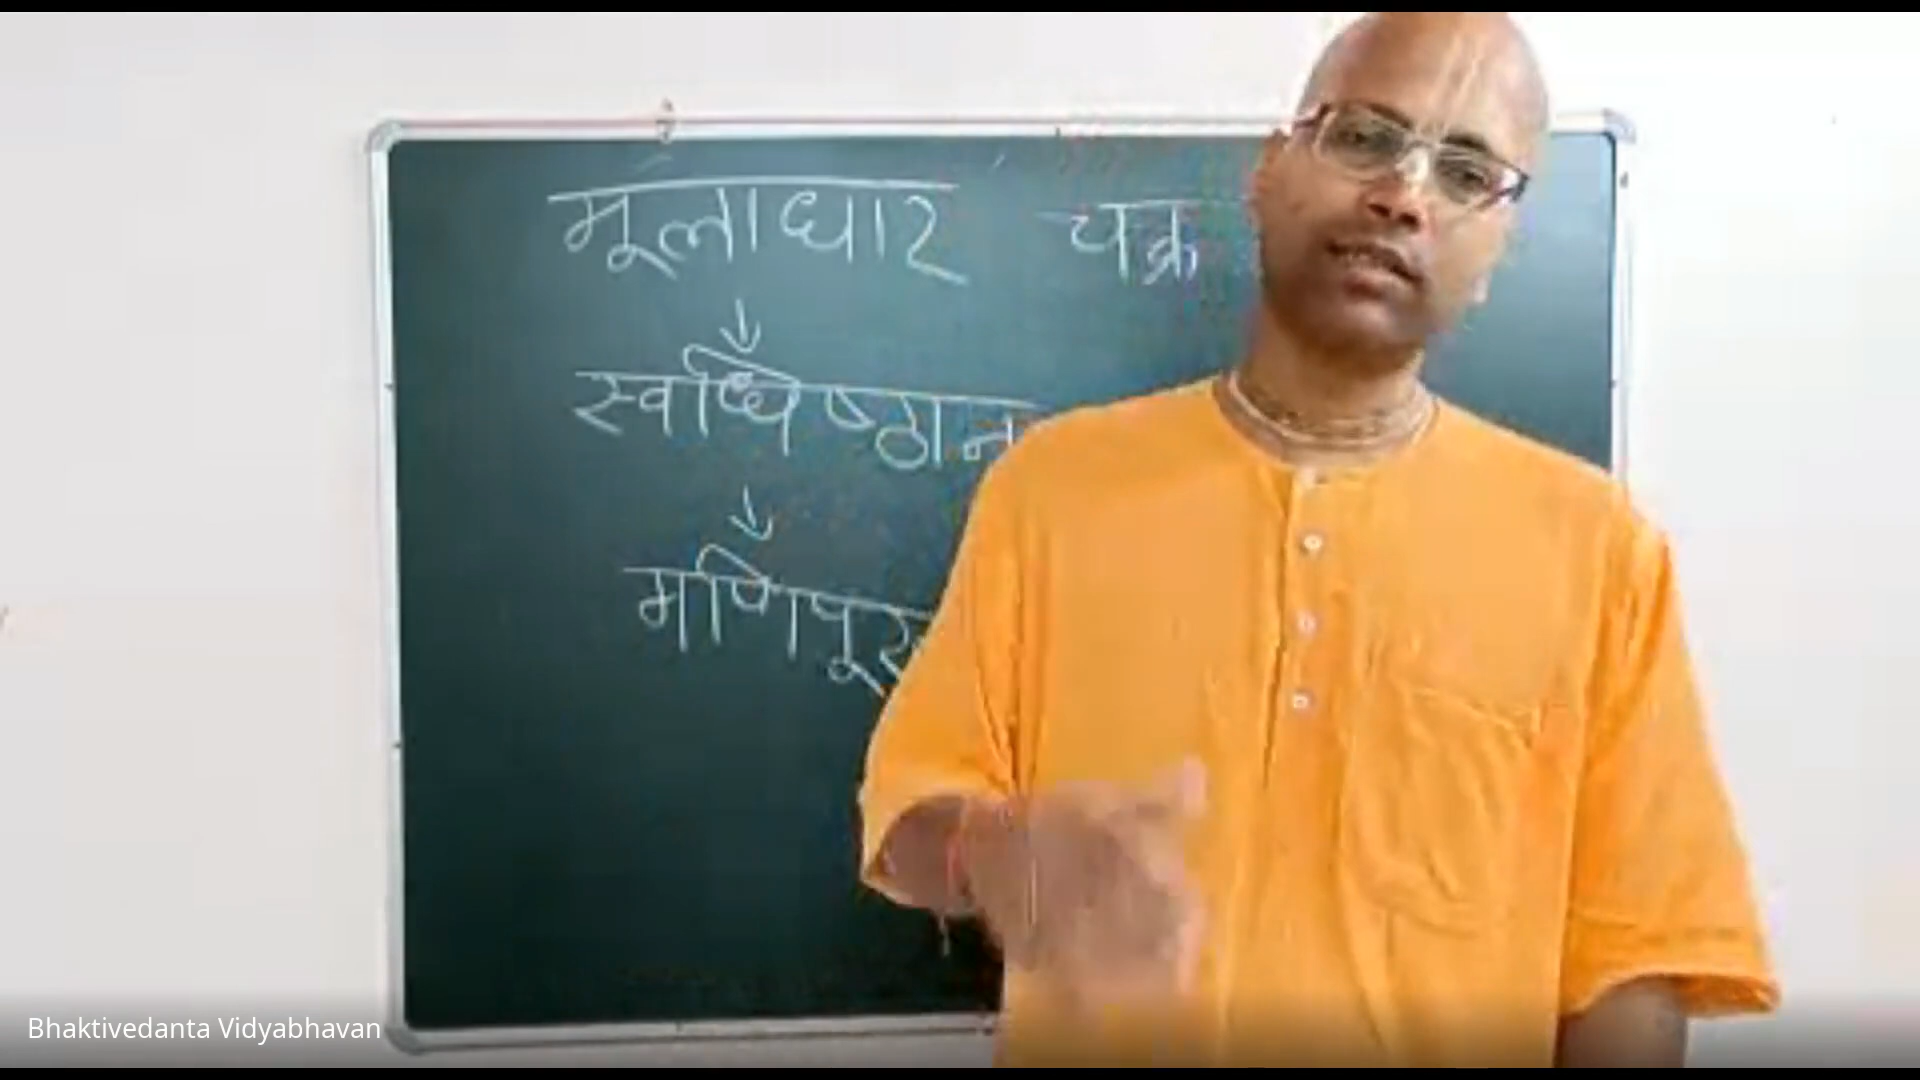 मूलाधार चक्र
↓
स्वाधिष्ठान
↓
मणिपूर
Bhaktivedanta Vidyabhavan